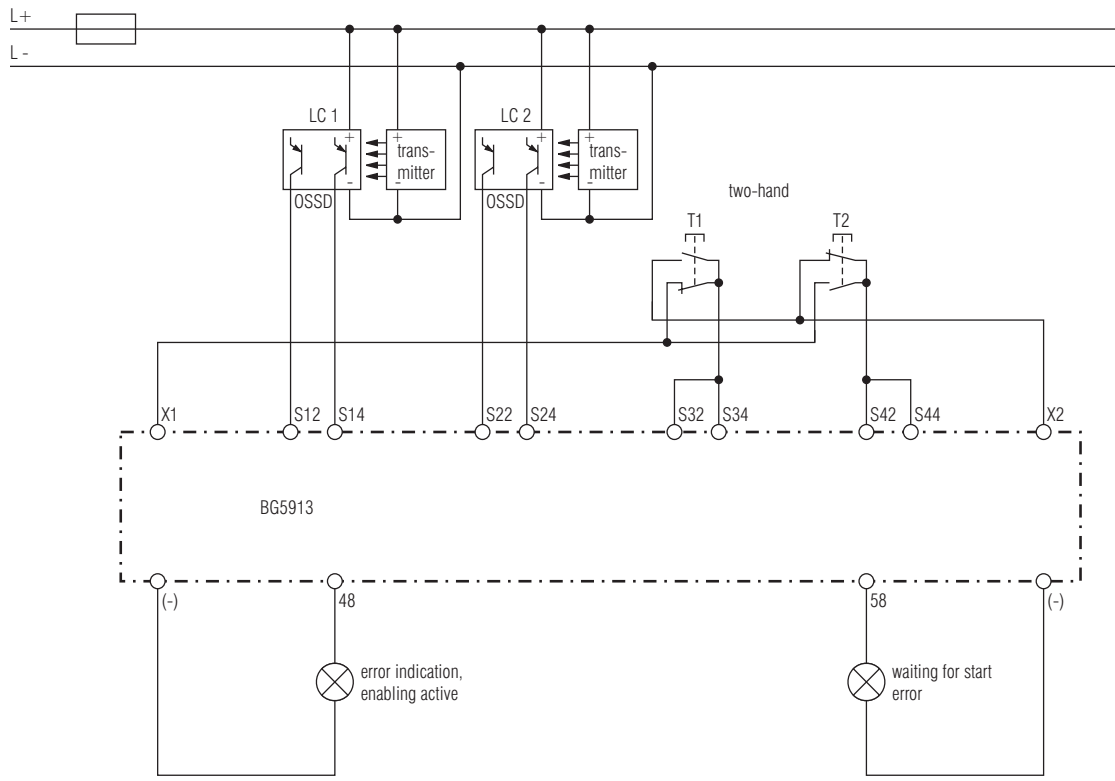 L+
L -
LC 1
LC 2
+
+
trans-
mitter
-
-
+
+
trans-
mitter
-
-
OSSD
OSSD
two-hand
T1
T2
X1
S12
S14
S22
S24
S32
S34
S42
S44
X2
BG5913
(-)
48
58
(-)
error indication,
enabling active
waiting for start
error